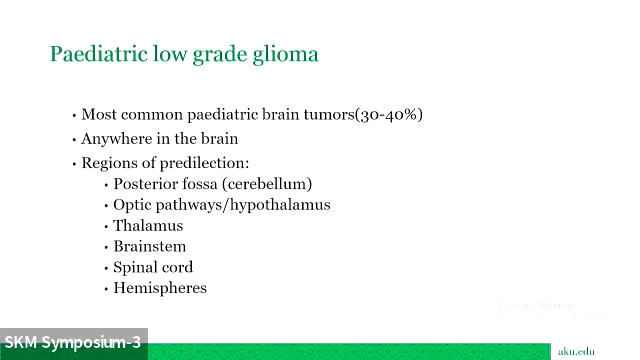 Paediatric low grade glioma
• Most common paediatric brain tumors(30-40%)
• Anywhere in the brain
• Regions of predilection:
• Posterior fossa (cerebellum)
• Optic pathways/hypothalamus
• Thalamus
• Brainstem
• Spinal cord
• Hemispheres
SKM Symposium-3
aku.edu